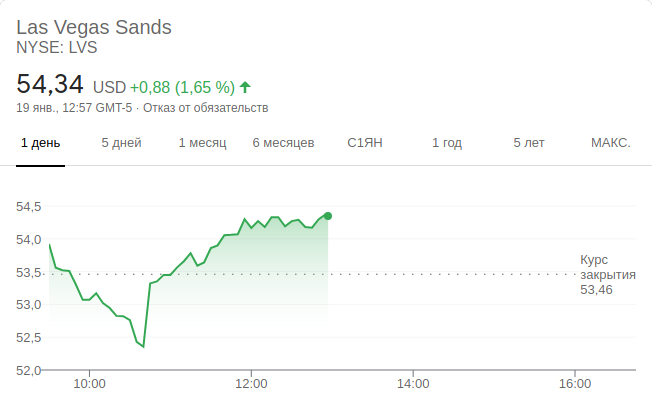 Las Vegas Sands
NYSE: LVS
54,34 USD +0,88 (1,65 %)
19 янв., 12:57 GMT-5 · Отказ от обязательств
1 день 5 дней 1 месяц 6 месяцев С1ЯН 1 год 5 лет МАКС.
54,5
54,0
53,5
53,0
52,5
52,0
Курс
закрытия
53,46
10:00 12:00 14:00 16:00